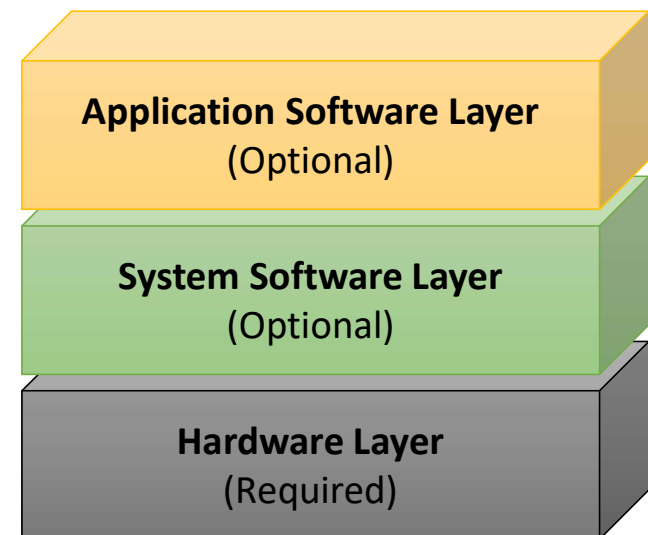 Application Software Layer
(Optional)
System Software Layer
(Optional)
Hardware Layer
(Required)